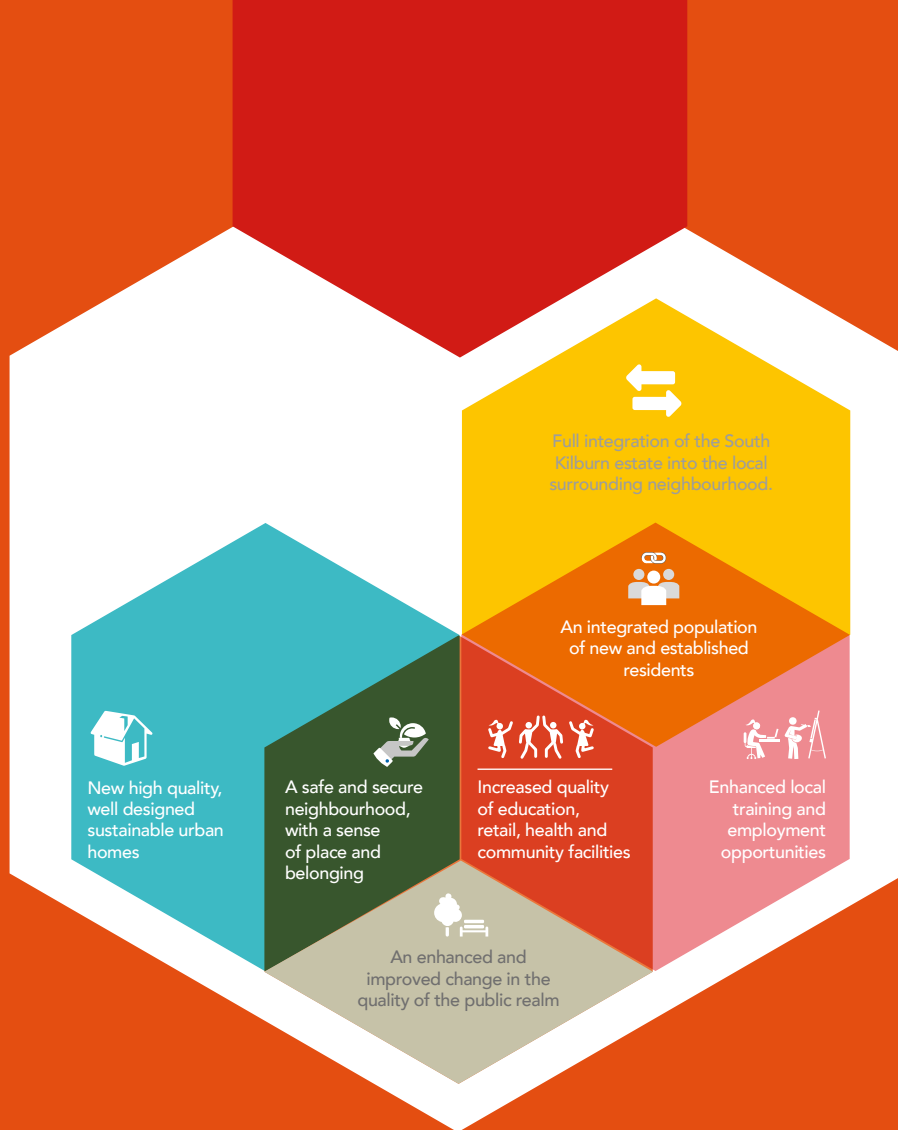 Full integration of the South
Kilburn estate into the local
surrounding neighbourhood.
An integrated population
of new and established
residents
New high quality,
well designed
sustainable urban
homes
A safe and secure
neighbourhood,
with a sense
of place and
belonging
Increased quality
of education,
retail, health and
community facilities
Enhanced local
training and
employment
opportunities
An enhanced and
improved change in the
quality of the public realm